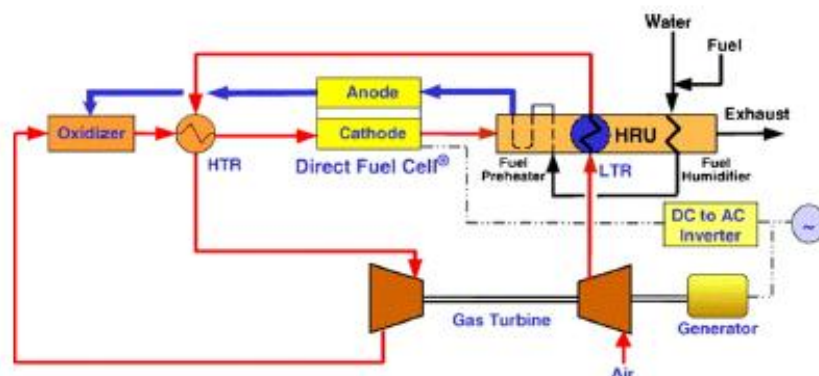 Water
Fuel
Anode
Exhaust
Oxidizer
Cathode
HRU
HTR
Direct Fuel Cell®
Fuel
Preheater
LTR
Fuel
Humidifier
DC to AC
Inverter
~
Gas Turbine
Generator
Air